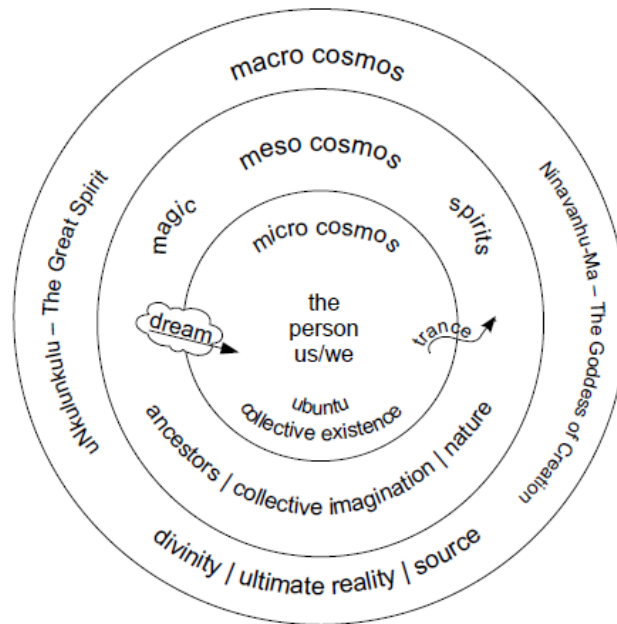 macro cosmos
uNkulunkulu – The Great Spirit
Ninavanhu-Ma – The Goddess of Creation
meso cosmos
magic
spirits
micro cosmos
dream
the
person
us/we
trance
ubuntu
collective existence
ancestors | collective imagination | nature
divinity | ultimate reality | source